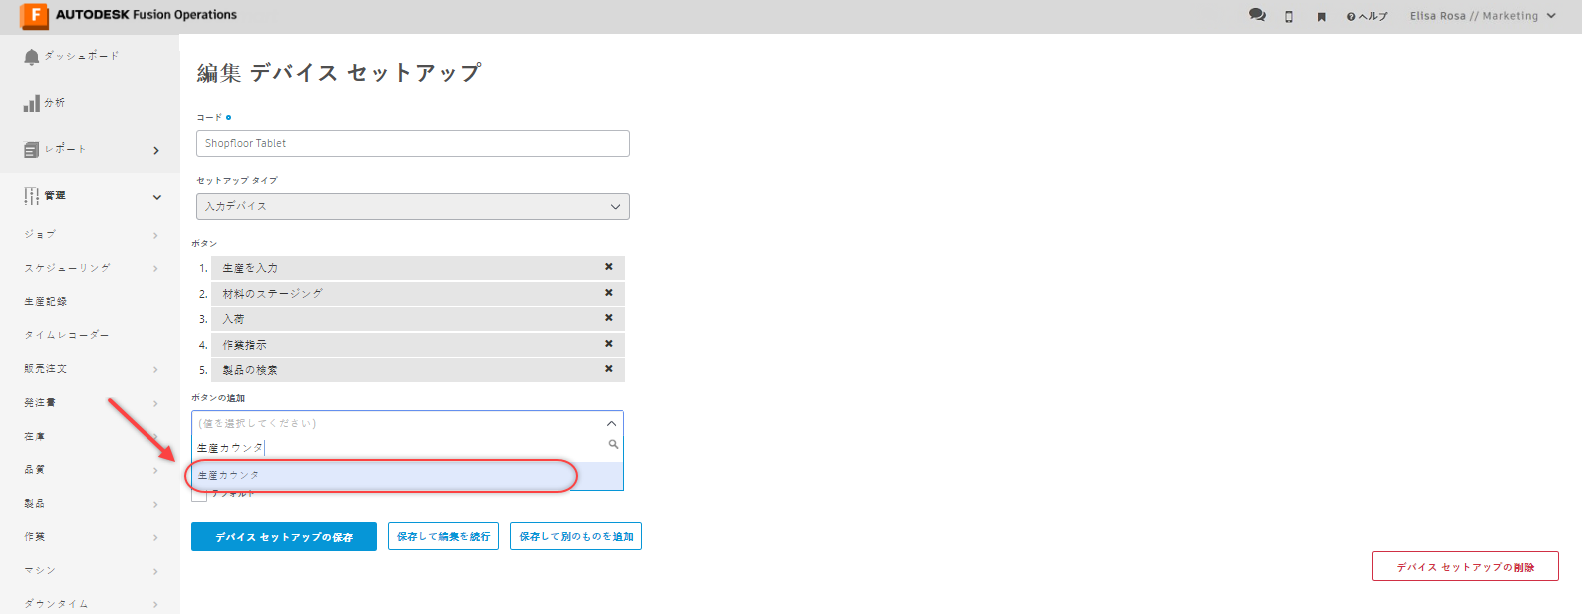 AUTODESK Fusion Operations
ヘルプ
Elisa Rosa // Marketing
ダッシュボード
分析
レポート
管理
ジョブ
スケジューリング
生産記録
タイムレコーダー
販売注文
発注書
在庫
品質
製品
作業
マシン
ダウンタイム
編集 デバイス セットアップ
コード
Shopfloor Tablet
セットアップ タイプ
入力デバイス
ボタン
1. 生産を入力
2. 材料のステージング
3. 入荷
4. 作業指示
5. 製品の検索
ボタンの追加
(値を選択してください)
生産カウンタ
生産カウンタ
デフォルト
デバイス セットアップの保存
保存して編集を続行
保存して別のものを追加
デバイス セットアップの削除